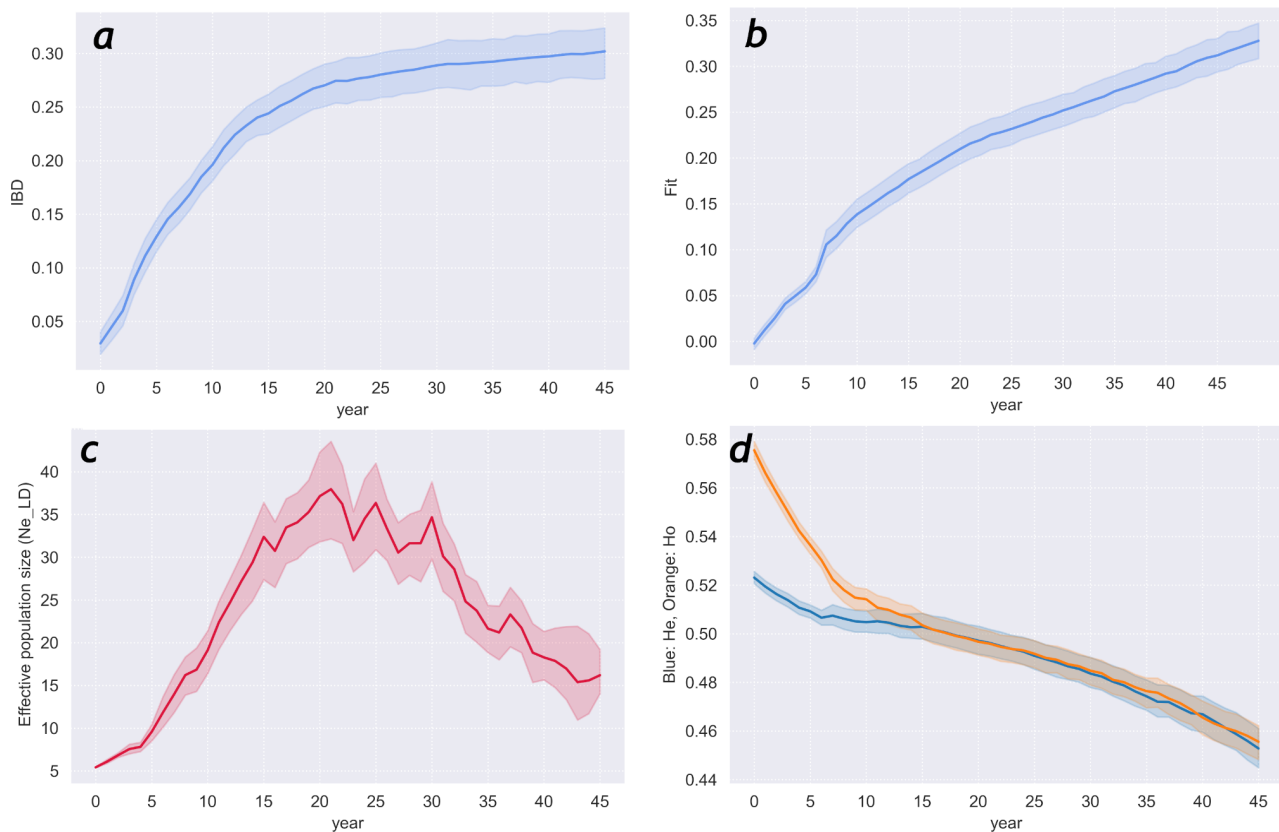 a
IBD
0.30
0.25
0.20
0.15
0.10
0.05
0 5 10 15 20 25 30 35 40 45
year
b
Fit
0.35
0.30
0.25
0.20
0.15
0.10
0.05
0.00
0 5 10 15 20 25 30 35 40 45
year
c
Effective population size (Ne_LD)
40
35
30
25
20
15
10
5
0 5 10 15 20 25 30 35 40 45
year
d
Blue: He, Orange: Ho
0.58
0.56
0.54
0.52
0.50
0.48
0.46
0.44
0 5 10 15 20 25 30 35 40 45
year